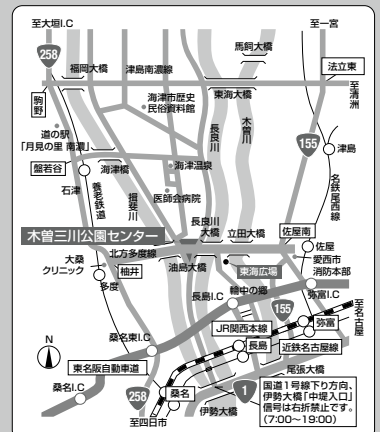 至大垣I.C
至一宮
258
馬飼大橋
福岡大橋
津島南濃線
法立東
駒野
海津市歴史
民俗資料館
東海大橋
至清洲
長良川
木曽川
道の駅
「月見の里 南濃」
155
津島
盤若谷
海津橋
海津温泉
名鉄尾西線
石津
養老鉄道
揖斐川
医師会病院
長良川
大橋
立田大橋
佐屋南
木曽三川公園センター
佐屋
北方多度線
愛西市
消防本部
大桑
クリニック
柚井
油島大橋
東海広場
多度
輪中の郷
弥富I.C
長島I.C
至名古屋
155
桑名東I.C
JR関西本線
弥富
N
長島
近鉄名古屋線
東名阪自動車道
尾張大橋
桑名
1
国道1号線下り方向、
伊勢大橋「中堤入口」
信号は右折禁止です。
(7:00〜19:00)
桑名I.C
258
伊勢大橋
至四日市